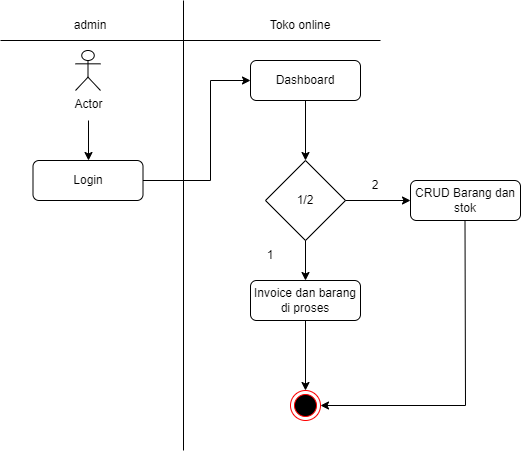 admin
Toko online
Actor
Dashboard
Login
1/2
2
CRUD Barang dan
stok
1
Invoice dan barang
di proses